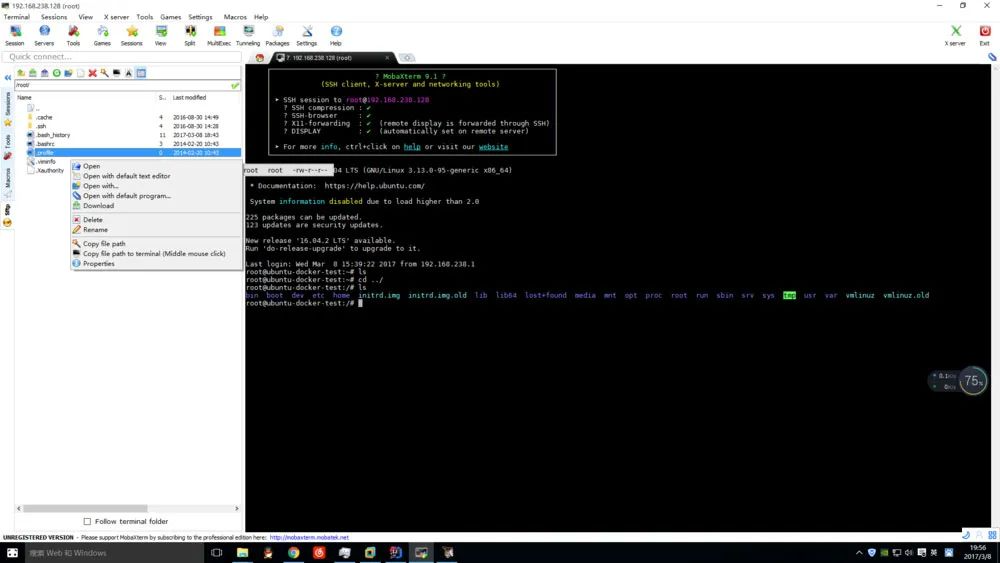 192.168.238.128 (root)
Terminal Sessions View X server Tools Games Settings Macros Help
Session Servers Tools Games Sessions View Split MultiExec Tunneling Packages Settings Help X server Exit
Quick connect...
7. 192.168.238.128 (root)
/root/
Name S... Last modified
..
.cache 4 2016-08-30 14:49
.ssh 4 2016-08-30 14:28
.bash_history 11 2017-03-08 18:43
.bashrc 3 2014-02-20 10:43
.profile 0 2014-02-20 10:43
.viminfo
.Xauthority
root root -rw-r--r--
Open
Open with default text editor
Open with...
Open with default program...
Download
Delete
Rename
Copy file path
Copy file path to terminal (Middle mouse click)
Properties
Sessions
Tools
Macros
Sftp
? MobaXterm 9.1 ?
(SSH client, X-server and networking tools)
➤ SSH session to root@192.168.238.128
? SSH compression : ✔
? SSH-browser : ✔
? X11-forwarding : ✔ (remote display is forwarded through SSH)
? DISPLAY : ✔ (automatically set on remote server)
➤ For more info, ctrl+click on help or visit our website
04 LTS (GNU/Linux 3.13.0-95-generic x86_64)
* Documentation: https://help.ubuntu.com/
System information disabled due to load higher than 2.0
225 packages can be updated.
123 updates are security updates.
New release '16.04.2 LTS' available.
Run 'do-release-upgrade' to upgrade to it.
Last login: Wed Mar 8 15:39:22 2017 from 192.168.238.1
root@ubuntu-docker-test:~# ls
root@ubuntu-docker-test:~# cd ../
root@ubuntu-docker-test:/# ls
bin boot dev etc home initrd.img initrd.img.old lib lib64 lost+found media mnt opt proc root run sbin srv sys tmp usr var vmlinuz vmlinuz.old
root@ubuntu-docker-test:/#
75%
Follow terminal folder
UNREGISTERED VERSION - Please support MobaXterm by subscribing to the professional edition here: http://mobaxterm.mobatek.net
搜索 Web 和 Windows
英
19:56
2017/3/8